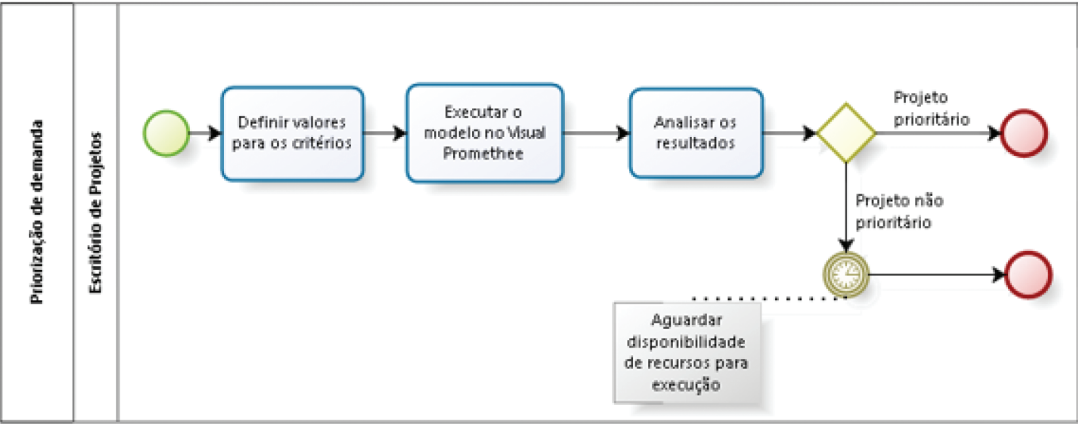 Priorização de demanda
Escritório de Projetos
Definir valores
para os critérios
Executar o
modelo no Visual
Promethee
Analisar os
resultados
Projeto
prioritário
Projeto não
prioritário
Aguardar
disponibilidade
de recursos para
execução